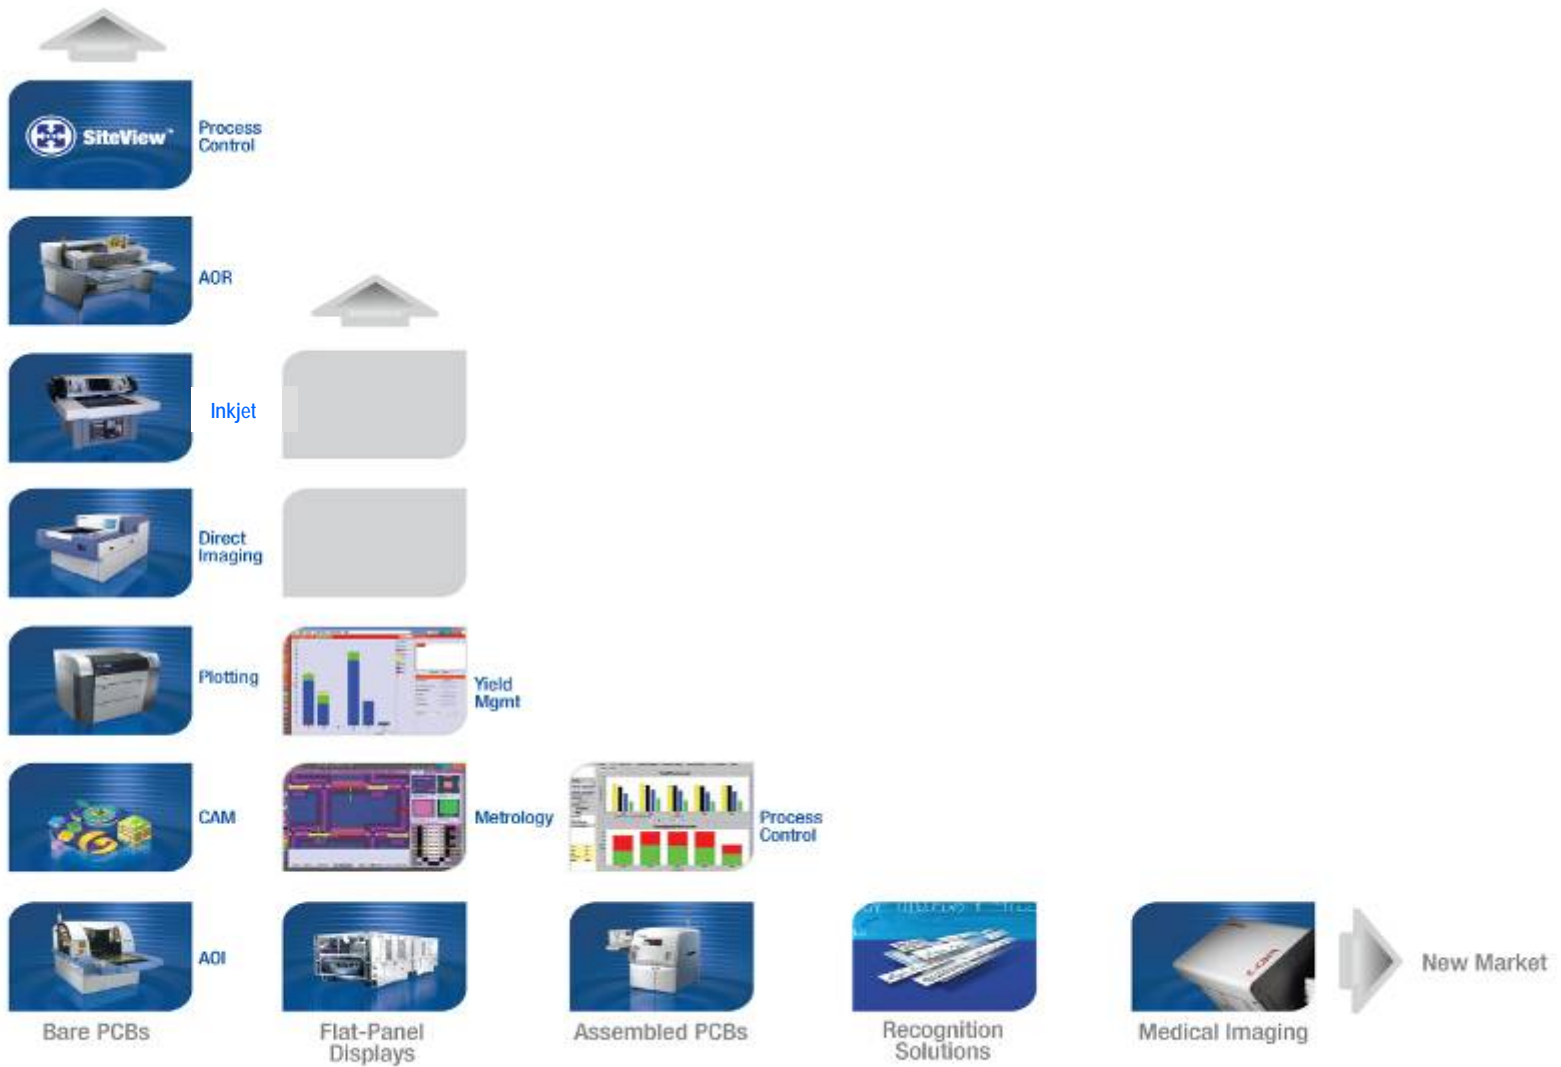 SiteView™
Process
Control
AOR
Inkjet
Direct
Imaging
Plotting
Yield
Mgmt
CAM
Metrology
Process
Control
AOI
New Market
Bare PCBs
Flat-Panel
Displays
Assembled PCBs
Recognition
Solutions
Medical Imaging